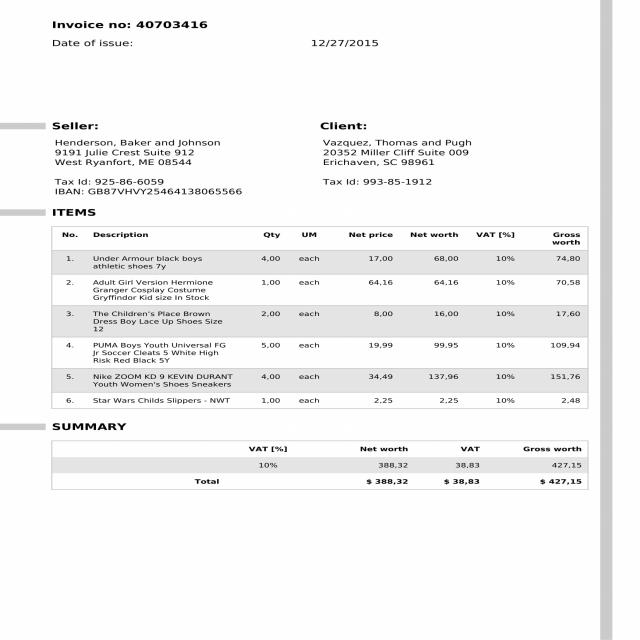 Invoice no: 40703416
Date of issue: 12/27/2015
Seller: Client:
Henderson, Baker and Johnson Vazquez, Thomas and Pugh
9191 Julie Crest Suite 912 20352 Miller Cliff Suite 009
West Ryanfort, ME 08544 Erichaven, SC 98961
Tax Id: 925-86-6059 Tax Id: 993-85-1912
IBAN: GB87VHVY25464138065566
ITEMS
No. Description Qty UM Net price Net worth VAT [%] Gross
worth
1. Under Armour black boys 4,00 each 17,00 68,00 10% 74,80
athletic shoes 7y
2. Adult Girl Version Hermione 1,00 each 64,16 64,16 10% 70,58
Granger Cosplay Costume
Gryffindor Kid size In Stock
3. The Children's Place Brown 2,00 each 8,00 16,00 10% 17,60
Dress Boy Lace Up Shoes Size
12
4. PUMA Boys Youth Universal FG 5,00 each 19,99 99,95 10% 109,94
Jr Soccer Cleats 5 White High
Risk Red Black 5Y
5. Nike ZOOM KD 9 KEVIN DURANT 4,00 each 34,49 137,96 10% 151,76
Youth Women's Shoes Sneakers
6. Star Wars Childs Slippers - NWT 1,00 each 2,25 2,25 10% 2,48
SUMMARY
VAT [%] Net worth VAT Gross worth
10% 388,32 38,83 427,15
Total $ 388,32 $ 38,83 $ 427,15